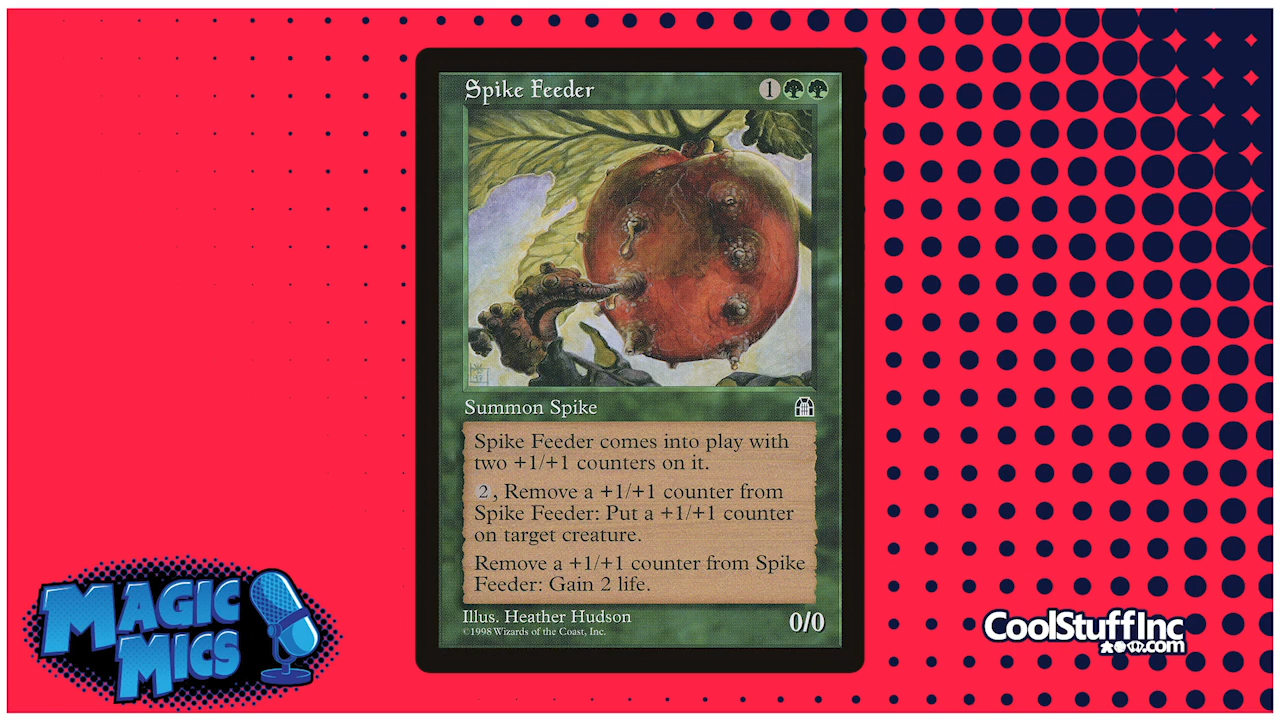 Spike Feeder 1
Summon Spike
Spike Feeder comes into play with
two +1/+1 counters on it.
2, Remove a +1/+1 counter from
Spike Feeder: Put a +1/+1 counter
on target creature.
Remove a +1/+1 counter from Spike
Feeder: Gain 2 life.
Illus. Heather Hudson
©1998 Wizards of the Coast, Inc.
0/0
MAGIC
MICS
CoolStuffInc
.com